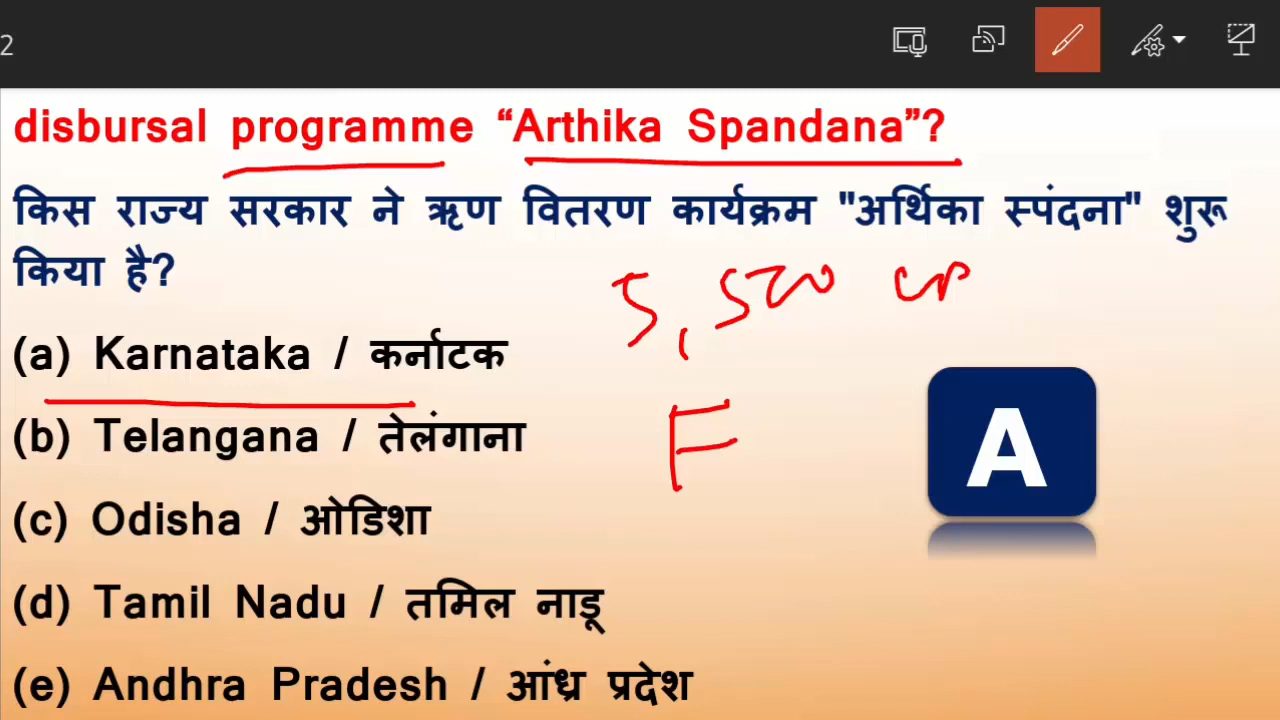 2
disbursal programme “Arthika Spandana”?
किस राज्य सरकार ने ऋण वितरण कार्यक्रम "अर्थिका स्पंदना" शुरू
किया है?
(a) Karnataka / कर्नाटक
(b) Telangana / तेलंगाना
(c) Odisha / ओडिशा
(d) Tamil Nadu / तमिल नाडू
(e) Andhra Pradesh / आंध्र प्रदेश
F
A